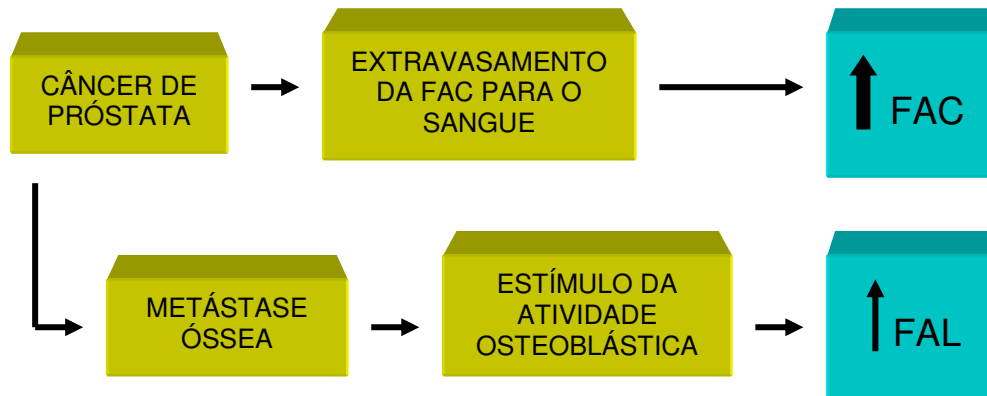 CÂNCER DE
PRÓSTATA
EXTRAVASAMENTO
DA FAC PARA O
SANGUE
FAC
METÁSTASE
ÓSSEA
ESTÍMULO DA
ATIVIDADE
OSTEOBLÁSTICA
FAL